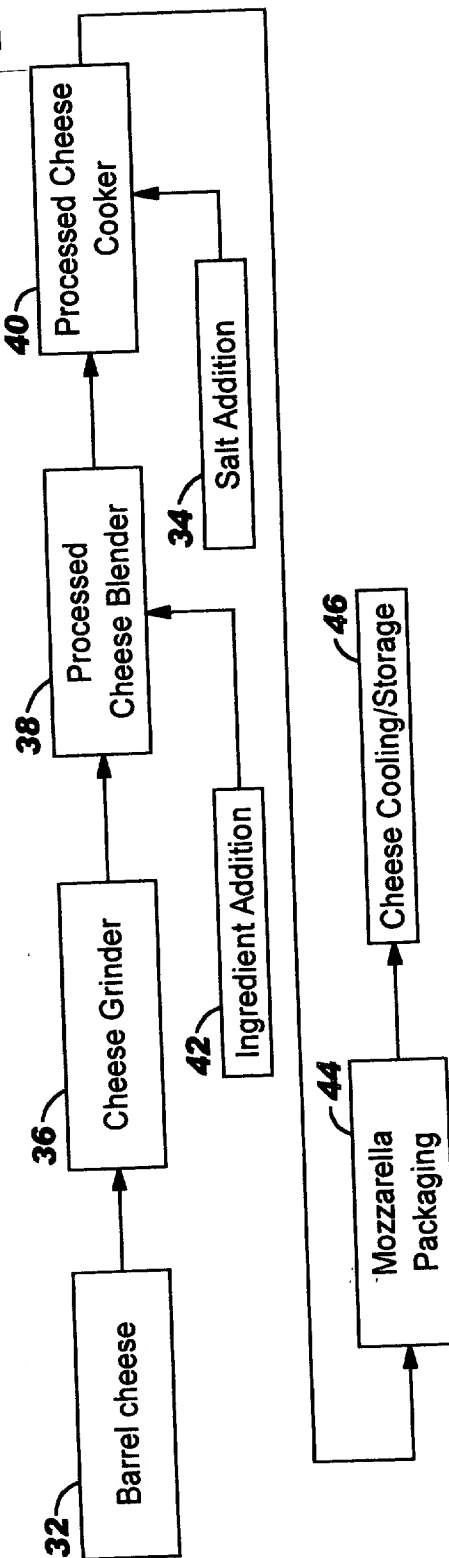 32
Barrel cheese
36
Cheese Grinder
38
Processed
Cheese Blender
40
Processed Cheese
Cooker
42
Ingredient Addition
34
Salt Addition
44
Mozzarella
Packaging
46
Cheese Cooling/Storage